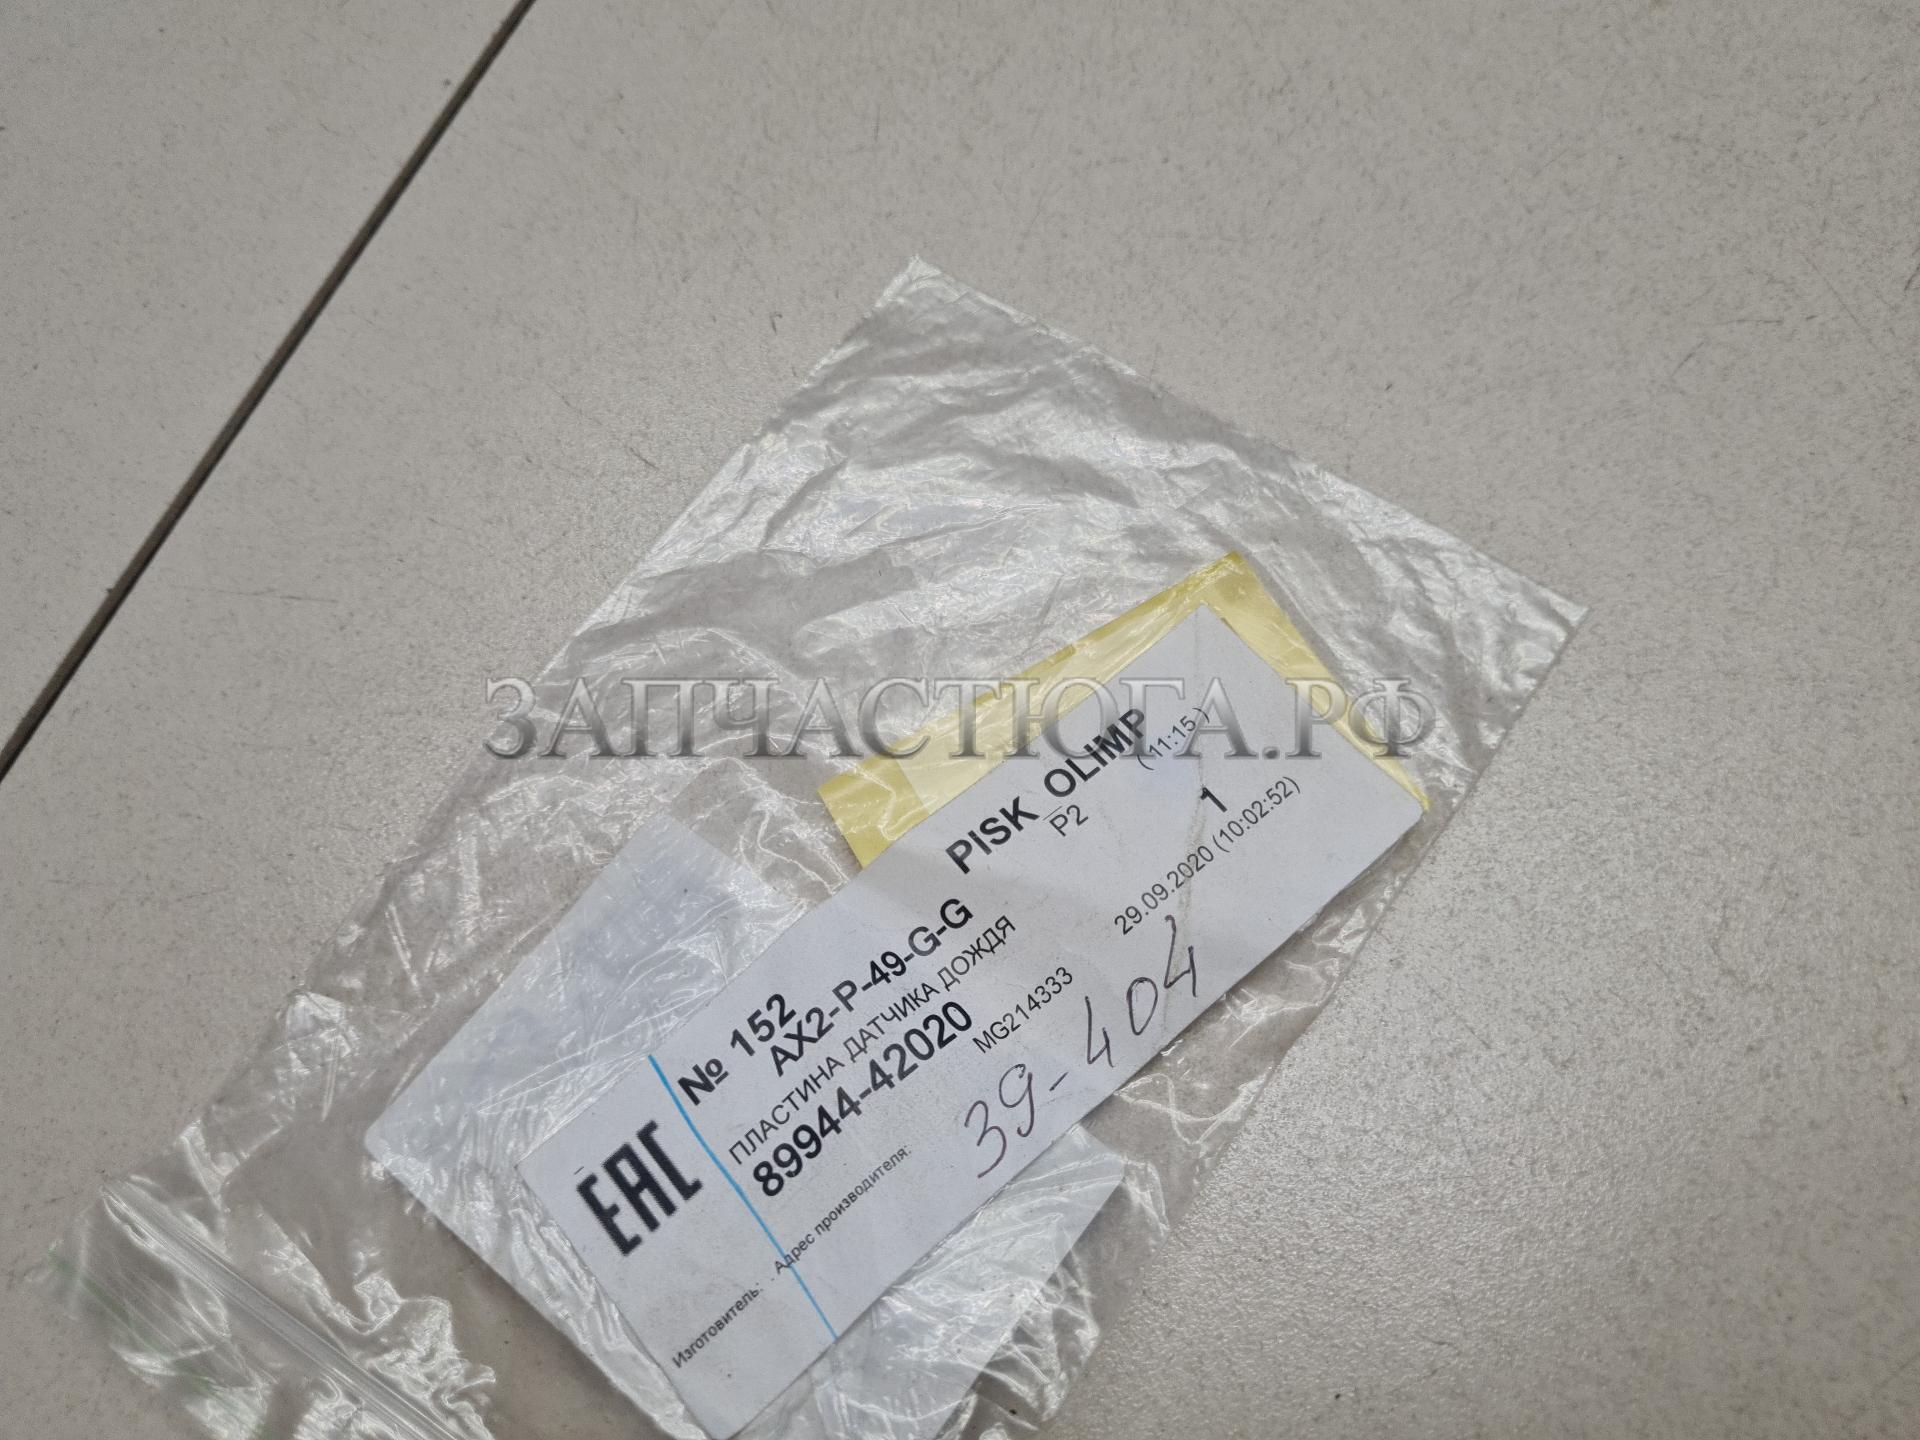 ЗАПЧАСТЮГА.РФ
№ 152
PISK_OLIMP
AX2-P-49-G-G
P2
(11:15 )
ПЛАСТИНА ДАТЧИКА ДОЖДЯ
1
89944-42020
MG214333
29.09.2020 (10:02:52)
39-404
EAC
Изготовитель: . Адрес производителя: